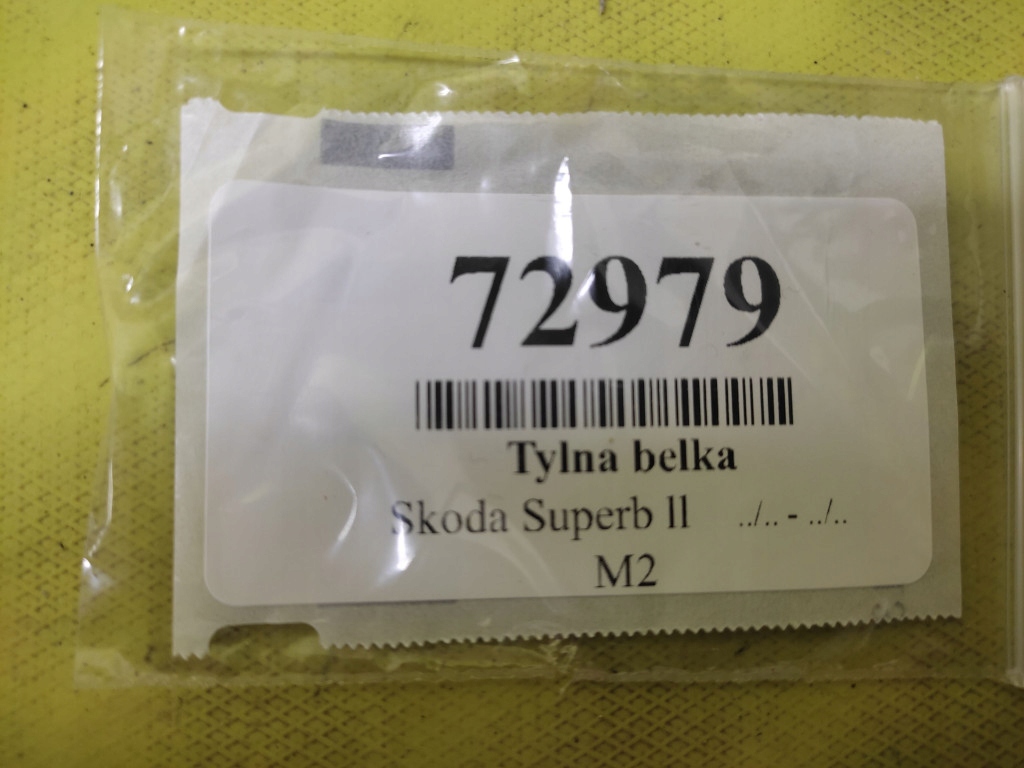 72979
Tylna belka
Skoda Superb ll ../.. - ../..
M2